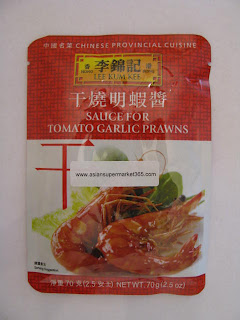 中國名菜 CHINESE PROVINCIAL CUISINE
李錦記
LEE KUM KEE
干燒明蝦醬
SAUCE FOR
TOMATO GARLIC PRAWNS
干
www.asiansupermarket365.com
淨重 70 克 (2.5 安士) NET WT. 70g (2.5 oz)